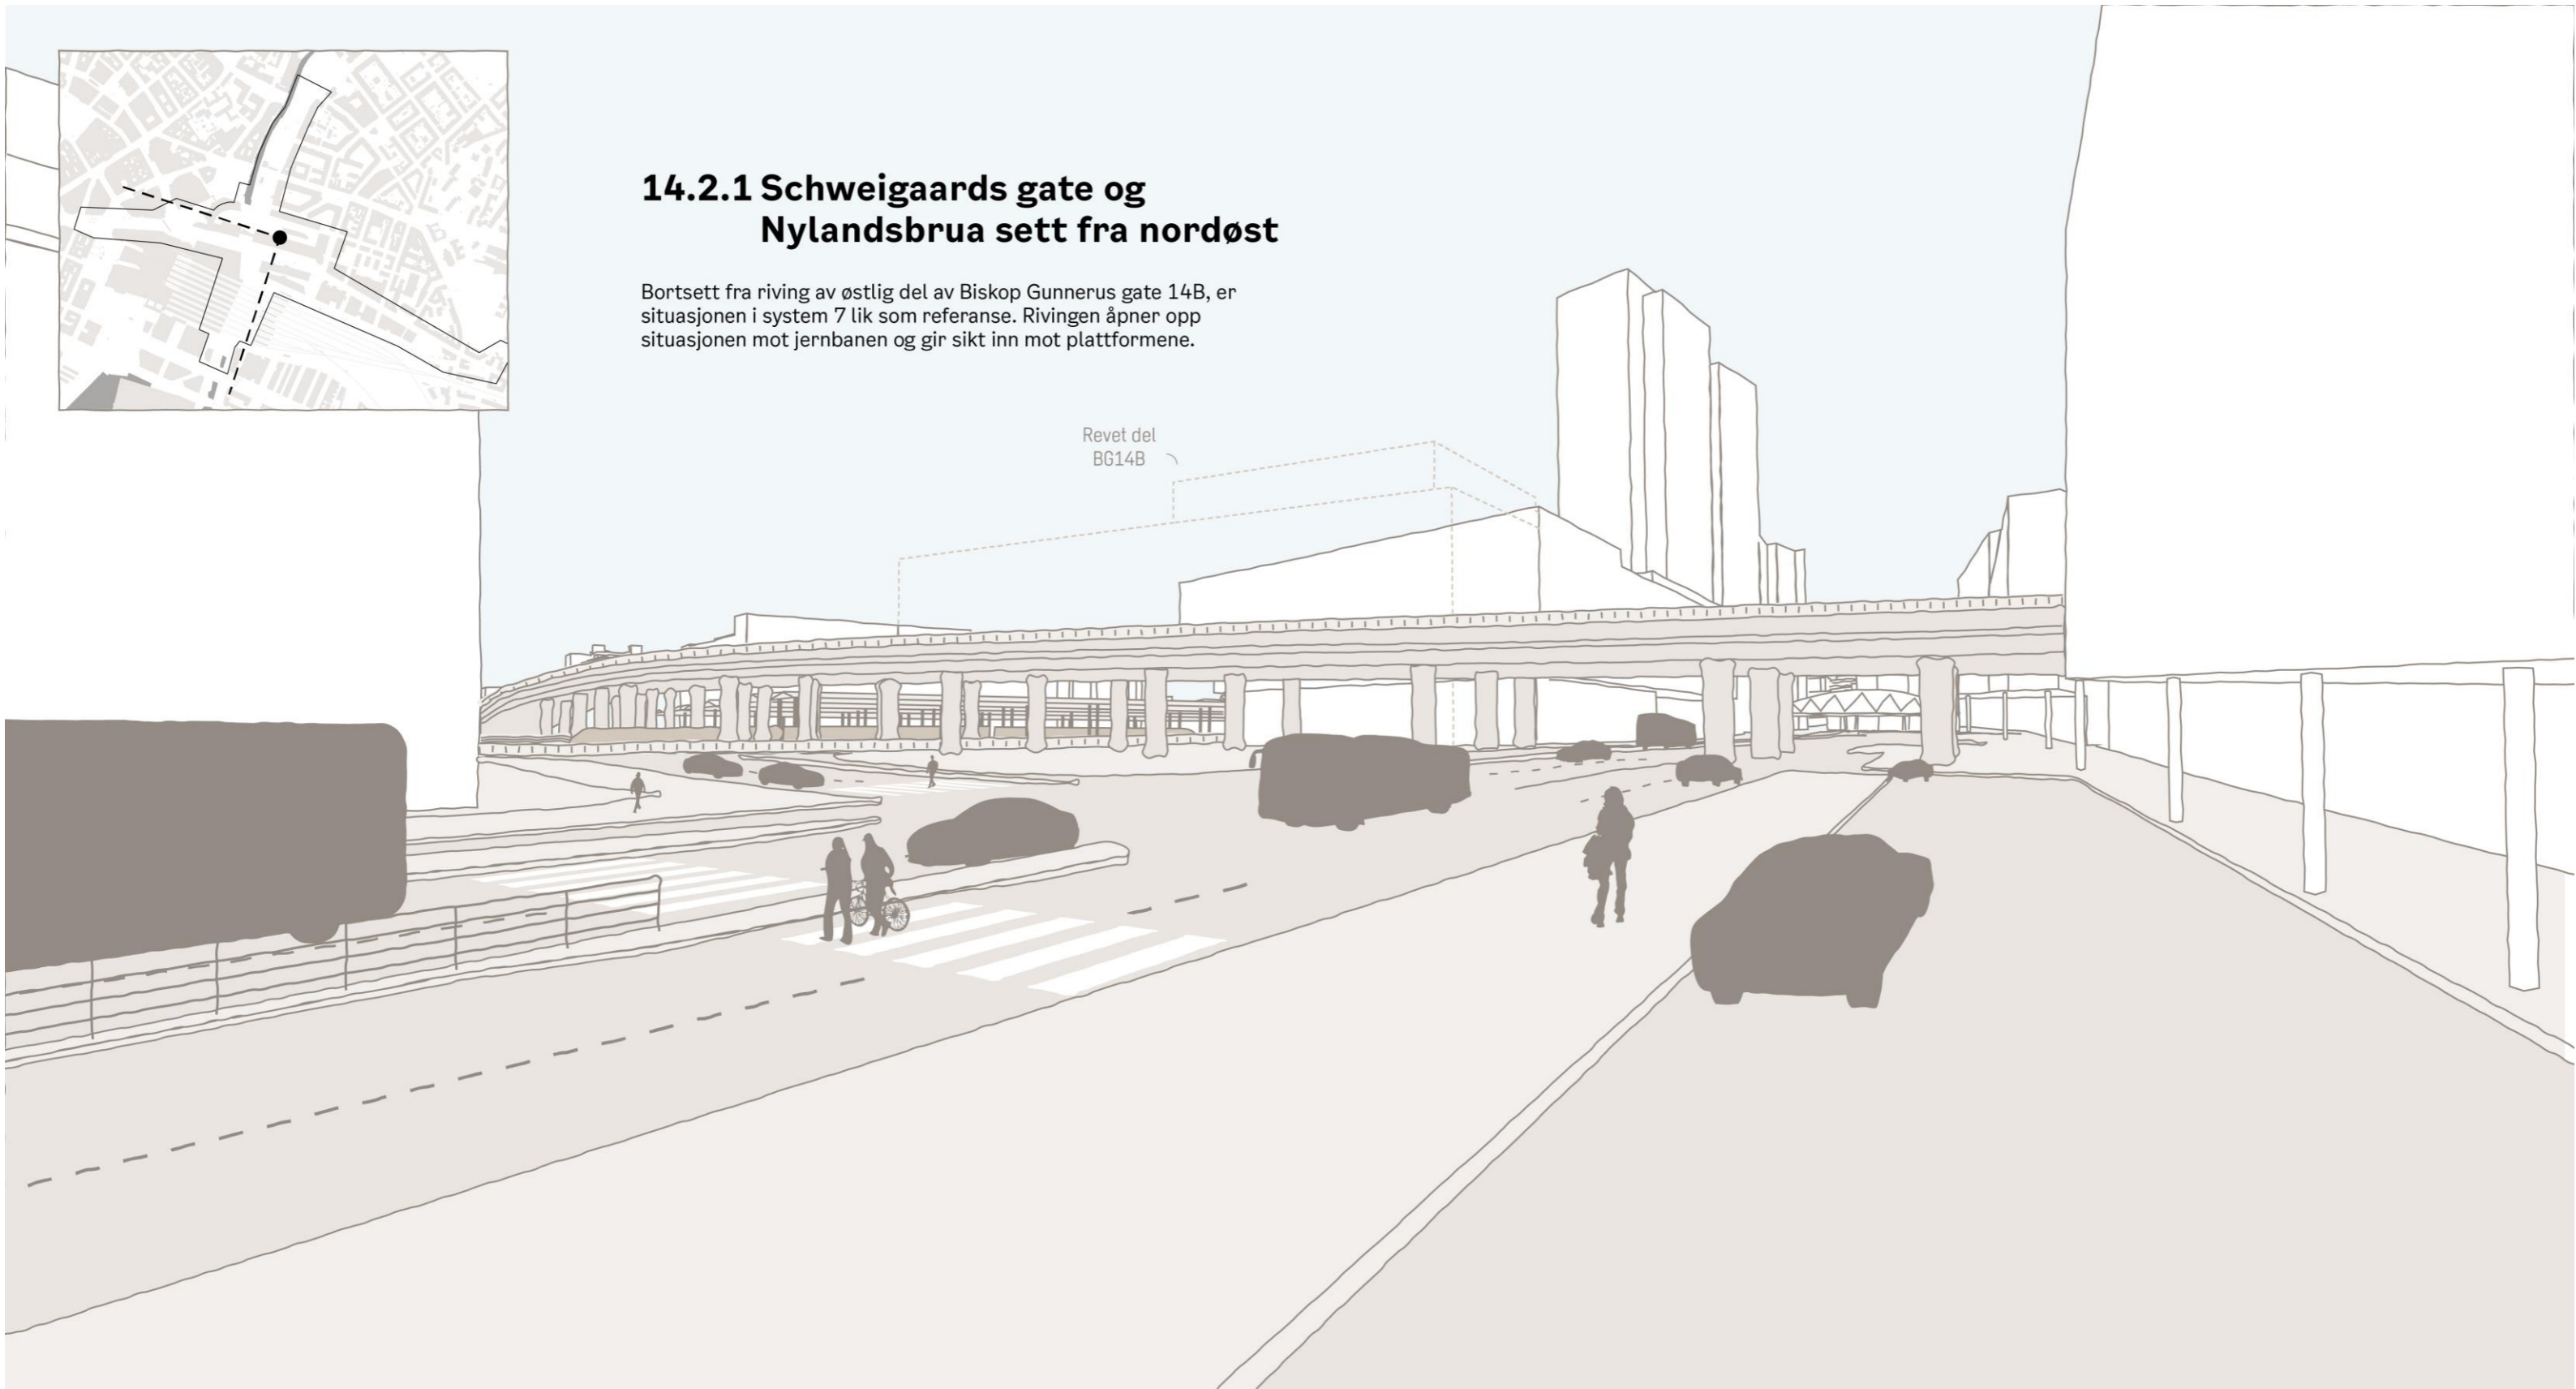 14.2.1 Schweigaards gate og
Nylandsbrua sett fra nordøst
Bortsett fra riving av østlig del av Biskop Gunnerus gate 14B, er
situasjonen i system 7 lik som referanse. Rivingen åpner opp
situasjonen mot jernbanen og gir sikt inn mot plattformene.
Revet del
BG14B